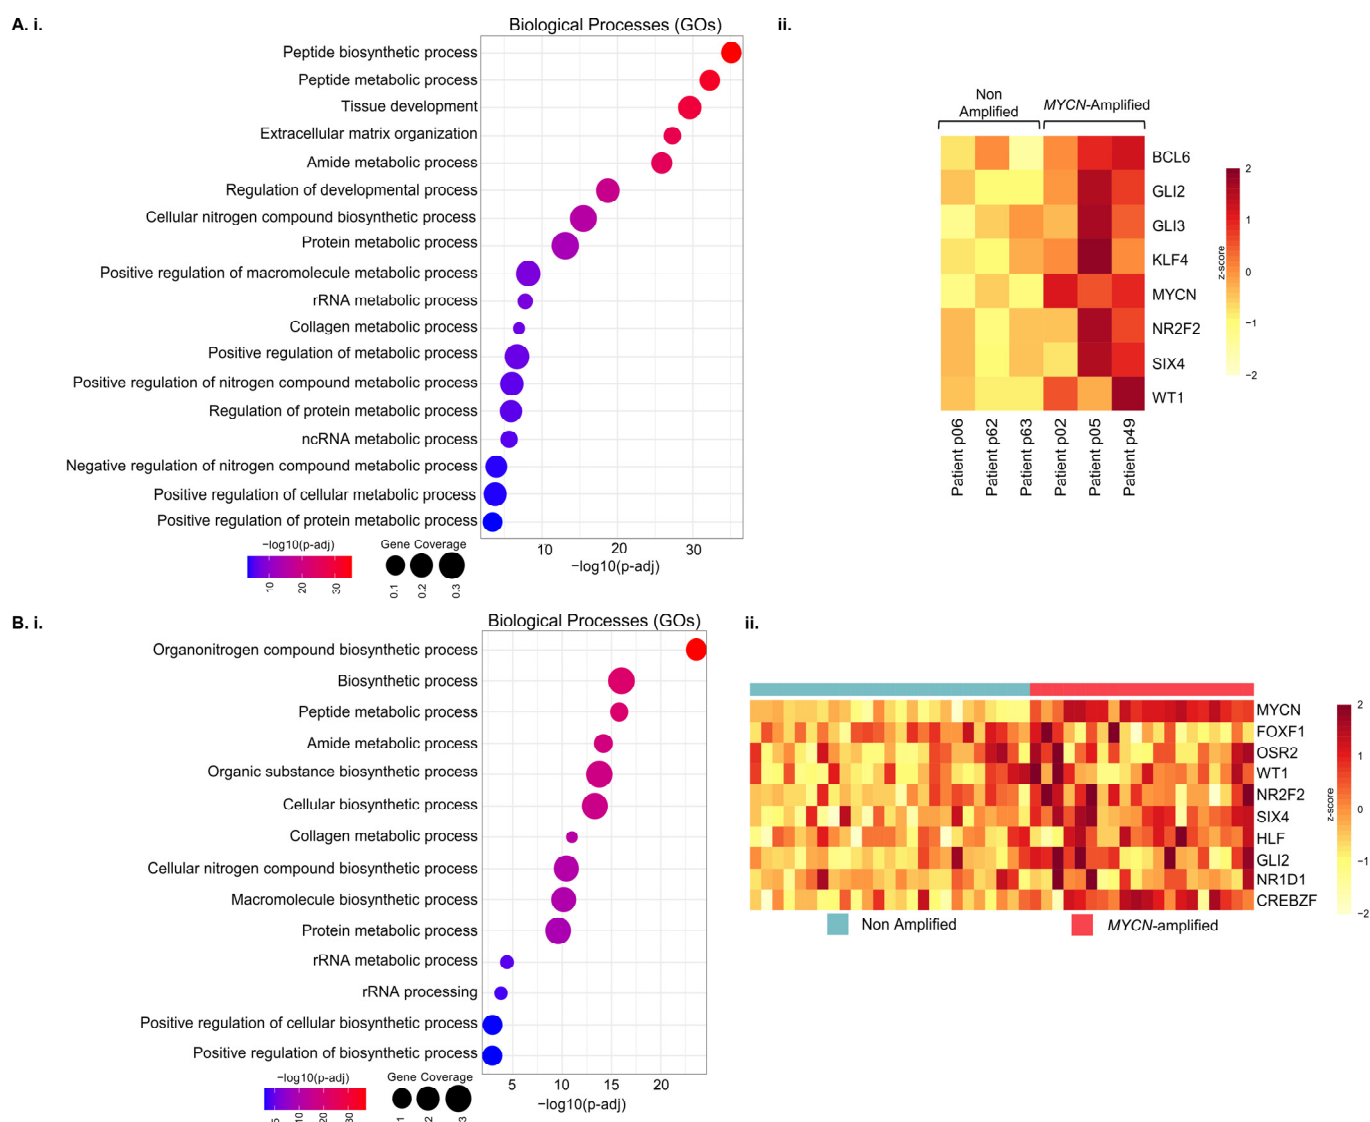 A. i.
Biological Processes (GOs)
Peptide biosynthetic process
Peptide metabolic process
Tissue development
Extracellular matrix organization
Amide metabolic process
Regulation of developmental process
Cellular nitrogen compound biosynthetic process
Protein metabolic process
Positive regulation of macromolecule metabolic process
rRNA metabolic process
Collagen metabolic process
Positive regulation of metabolic process
Positive regulation of nitrogen compound metabolic process
Regulation of protein metabolic process
ncRNA metabolic process
Negative regulation of nitrogen compound metabolic process
Positive regulation of cellular metabolic process
Positive regulation of protein metabolic process
10 20 30
−log10(p-adj)
−log10(p-adj)
10 20 30
Gene Coverage
0.1 0.2 0.3
ii.
Non
Amplified
MYCN-Amplified
BCL6
GLI2
GLI3
KLF4
MYCN
NR2F2
SIX4
WT1
Patient p06
Patient p62
Patient p63
Patient p02
Patient p05
Patient p49
z-score
2
1
0
−1
−2
B. i.
Biological Processes (GOs)
Organonitrogen compound biosynthetic process
Biosynthetic process
Peptide metabolic process
Amide metabolic process
Organic substance biosynthetic process
Cellular biosynthetic process
Collagen metabolic process
Cellular nitrogen compound biosynthetic process
Macromolecule biosynthetic process
Protein metabolic process
rRNA metabolic process
rRNA processing
Positive regulation of cellular biosynthetic process
Positive regulation of biosynthetic process
5 10 15 20
−log10(p-adj)
−log10(p-adj)
10 20
Gene Coverage
1 2 3
ii.
MYCN
FOXF1
OSR2
WT1
NR2F2
SIX4
HLF
GLI2
NR1D1
CREBZF
Non Amplified
MYCN-amplified
z-score
2
1
0
−1
−2